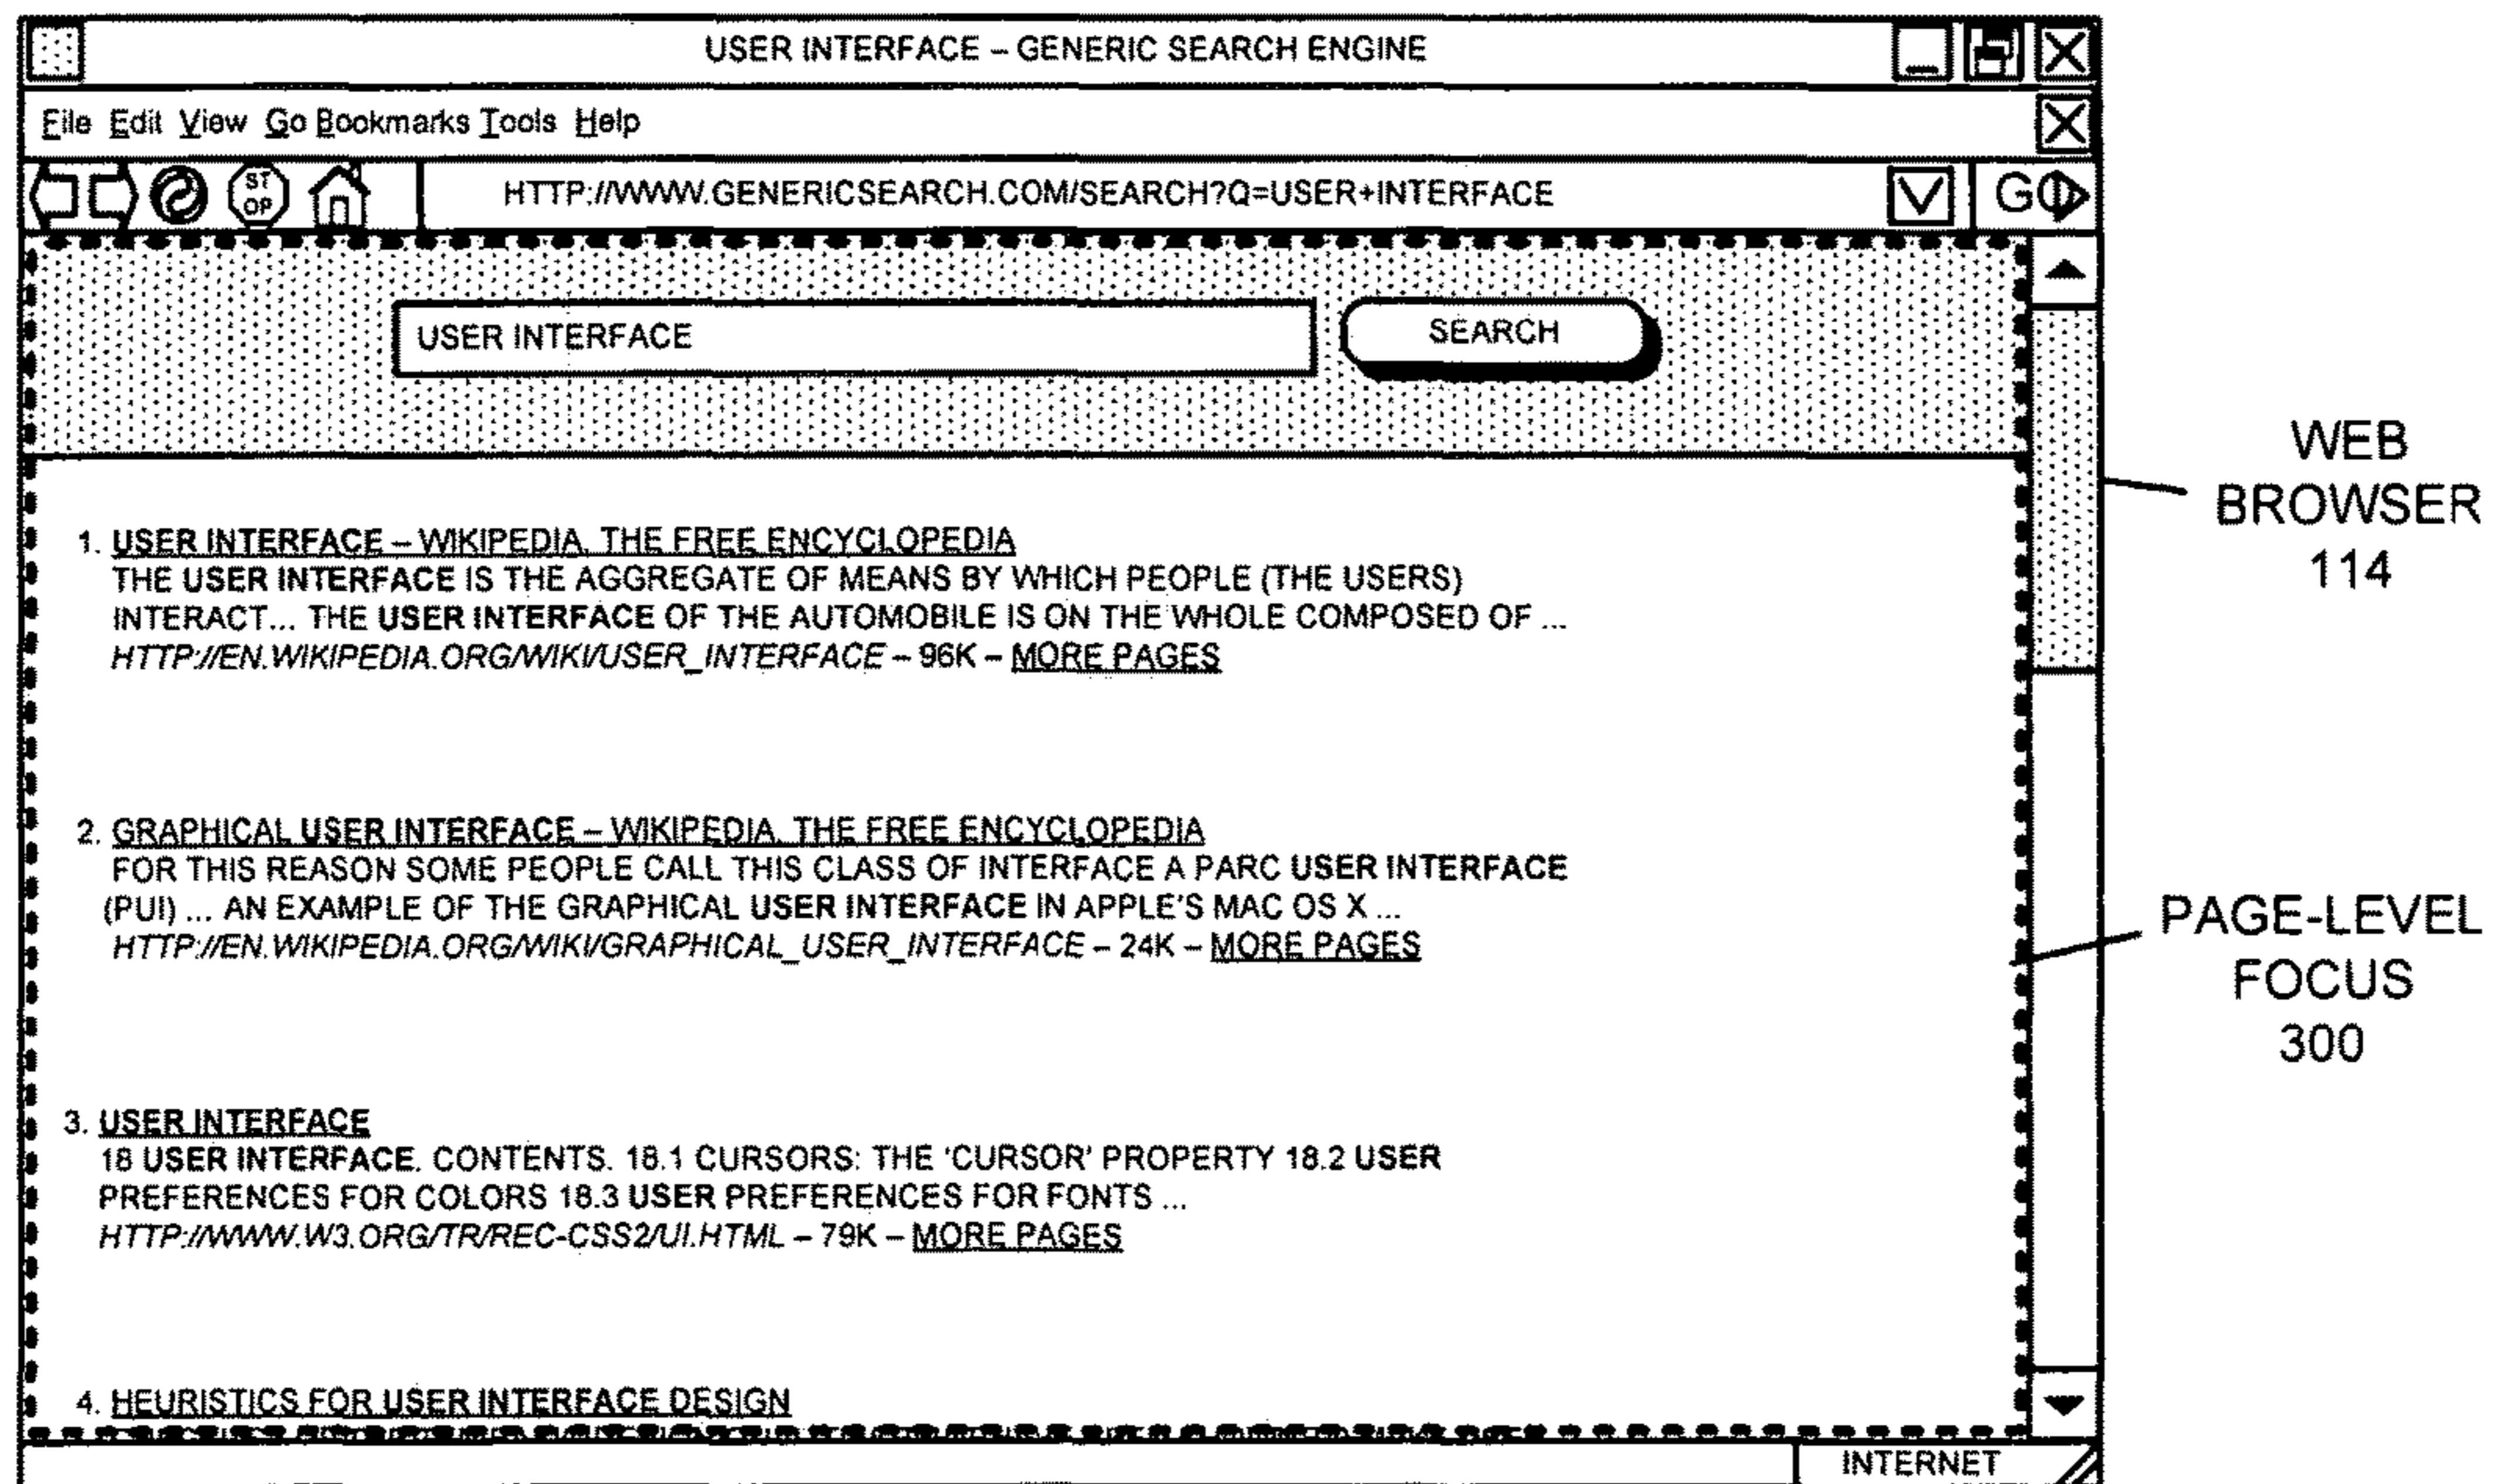 USER INTERFACE – GENERIC SEARCH ENGINE
File Edit View Go Bookmarks Tools Help
ST
OP
HTTP://WWW.GENERICSEARCH.COM/SEARCH?Q=USER+INTERFACE
GO
USER INTERFACE
SEARCH
1. USER INTERFACE – WIKIPEDIA, THE FREE ENCYCLOPEDIA
THE USER INTERFACE IS THE AGGREGATE OF MEANS BY WHICH PEOPLE (THE USERS)
INTERACT... THE USER INTERFACE OF THE AUTOMOBILE IS ON THE WHOLE COMPOSED OF ...
HTTP://EN.WIKIPEDIA.ORG/WIKI/USER_INTERFACE – 96K – MORE PAGES
2. GRAPHICAL USER INTERFACE – WIKIPEDIA, THE FREE ENCYCLOPEDIA
FOR THIS REASON SOME PEOPLE CALL THIS CLASS OF INTERFACE A PARC USER INTERFACE
(PUI) ... AN EXAMPLE OF THE GRAPHICAL USER INTERFACE IN APPLE'S MAC OS X ...
HTTP://EN.WIKIPEDIA.ORG/WIKI/GRAPHICAL_USER_INTERFACE – 24K – MORE PAGES
3. USER INTERFACE
18 USER INTERFACE. CONTENTS. 18.1 CURSORS: THE 'CURSOR' PROPERTY 18.2 USER
PREFERENCES FOR COLORS 18.3 USER PREFERENCES FOR FONTS ...
HTTP://WWW.W3.ORG/TR/REC-CSS2/UI.HTML – 79K – MORE PAGES
4. HEURISTICS FOR USER INTERFACE DESIGN
INTERNET
WEB
BROWSER
114
PAGE-LEVEL
FOCUS
300